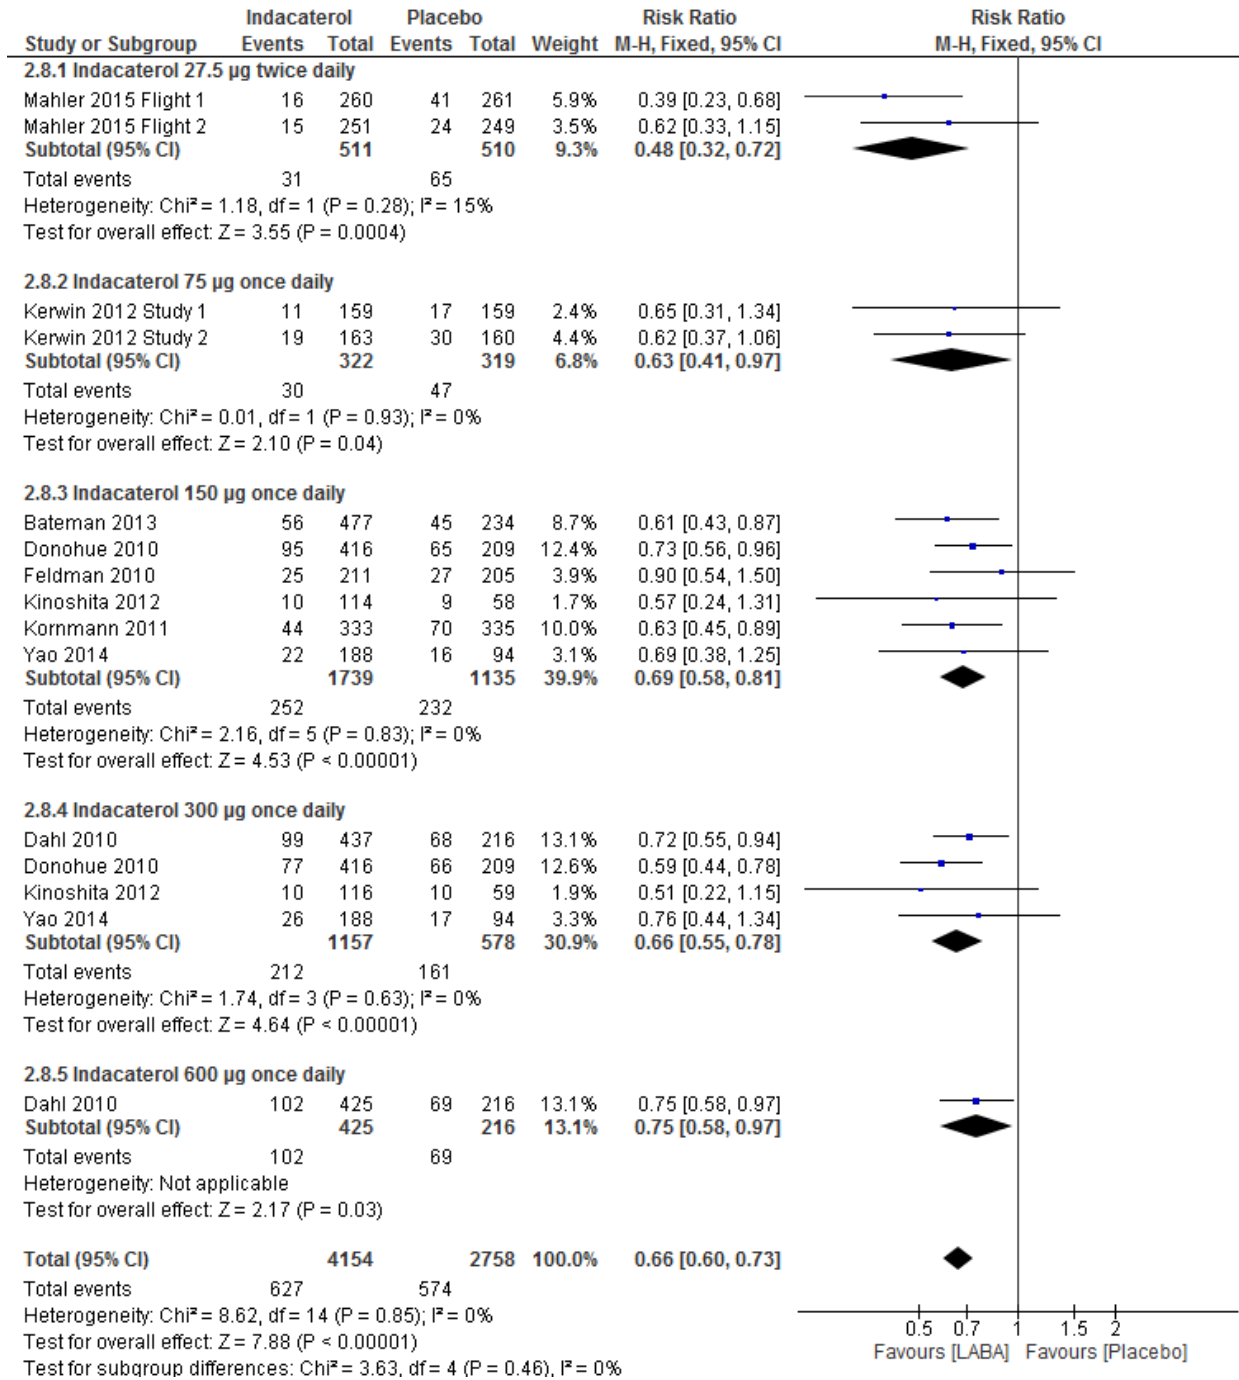 Indacaterol Placebo Risk Ratio Risk Ratio
Study or Subgroup Events Total Events Total Weight M-H, Fixed, 95% CI M-H, Fixed, 95% CI
2.8.1 Indacaterol 27.5 µg twice daily
Mahler 2015 Flight 1 16 260 41 261 5.9% 0.39 [0.23, 0.68]
Mahler 2015 Flight 2 15 251 24 249 3.5% 0.62 [0.33, 1.15]
Subtotal (95% CI) 511 510 9.3% 0.48 [0.32, 0.72]
Total events 31 65
Heterogeneity: Chi² = 1.18, df = 1 (P = 0.28); I² = 15%
Test for overall effect: Z = 3.55 (P = 0.0004)
2.8.2 Indacaterol 75 µg once daily
Kerwin 2012 Study 1 11 159 17 159 2.4% 0.65 [0.31, 1.34]
Kerwin 2012 Study 2 19 163 30 160 4.4% 0.62 [0.37, 1.06]
Subtotal (95% CI) 322 319 6.8% 0.63 [0.41, 0.97]
Total events 30 47
Heterogeneity: Chi² = 0.01, df = 1 (P = 0.93); I² = 0%
Test for overall effect: Z = 2.10 (P = 0.04)
2.8.3 Indacaterol 150 µg once daily
Bateman 2013 56 477 45 234 8.7% 0.61 [0.43, 0.87]
Donohue 2010 95 416 65 209 12.4% 0.73 [0.56, 0.96]
Feldman 2010 25 211 27 205 3.9% 0.90 [0.54, 1.50]
Kinoshita 2012 10 114 9 58 1.7% 0.57 [0.24, 1.31]
Kornmann 2011 44 333 70 335 10.0% 0.63 [0.45, 0.89]
Yao 2014 22 188 16 94 3.1% 0.69 [0.38, 1.25]
Subtotal (95% CI) 1739 1135 39.9% 0.69 [0.58, 0.81]
Total events 252 232
Heterogeneity: Chi² = 2.16, df = 5 (P = 0.83); I² = 0%
Test for overall effect: Z = 4.53 (P < 0.00001)
2.8.4 Indacaterol 300 µg once daily
Dahl 2010 99 437 68 216 13.1% 0.72 [0.55, 0.94]
Donohue 2010 77 416 66 209 12.6% 0.59 [0.44, 0.78]
Kinoshita 2012 10 116 10 59 1.9% 0.51 [0.22, 1.15]
Yao 2014 26 188 17 94 3.3% 0.76 [0.44, 1.34]
Subtotal (95% CI) 1157 578 30.9% 0.66 [0.55, 0.78]
Total events 212 161
Heterogeneity: Chi² = 1.74, df = 3 (P = 0.63); I² = 0%
Test for overall effect: Z = 4.64 (P < 0.00001)
2.8.5 Indacaterol 600 µg once daily
Dahl 2010 102 425 69 216 13.1% 0.75 [0.58, 0.97]
Subtotal (95% CI) 425 216 13.1% 0.75 [0.58, 0.97]
Total events 102 69
Heterogeneity: Not applicable
Test for overall effect: Z = 2.17 (P = 0.03)
Total (95% CI) 4154 2758 100.0% 0.66 [0.60, 0.73]
Total events 627 574
Heterogeneity: Chi² = 8.62, df = 14 (P = 0.85); I² = 0%
Test for overall effect: Z = 7.88 (P < 0.00001)
Test for subgroup differences: Chi² = 3.63, df = 4 (P = 0.46), I² = 0%
0.5 0.7 1 1.5 2
Favours [LABA] Favours [Placebo]